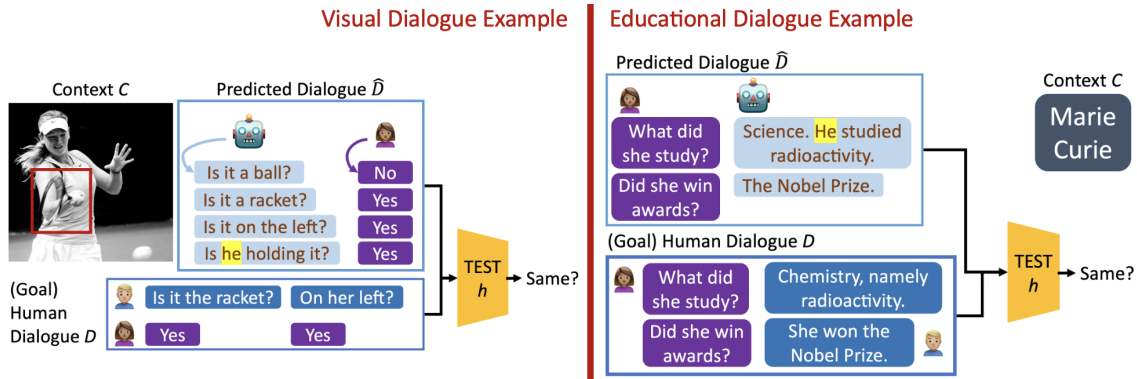 Visual Dialogue Example
Context C
Predicted Dialogue D̂
Is it a ball?
No
Is it a racket?
Yes
Is it on the left?
Yes
Is he holding it?
Yes
(Goal)
Human
Dialogue D
Is it the racket?
On her left?
Yes
Yes
TEST
h
Same?
Educational Dialogue Example
Predicted Dialogue D̂
What did
she study?
Science. He studied
radioactivity.
Did she win
awards?
The Nobel Prize.
Context C
Marie
Curie
(Goal) Human Dialogue D
What did
she study?
Chemistry, namely
radioactivity.
Did she win
awards?
She won the
Nobel Prize.
TEST
h
Same?